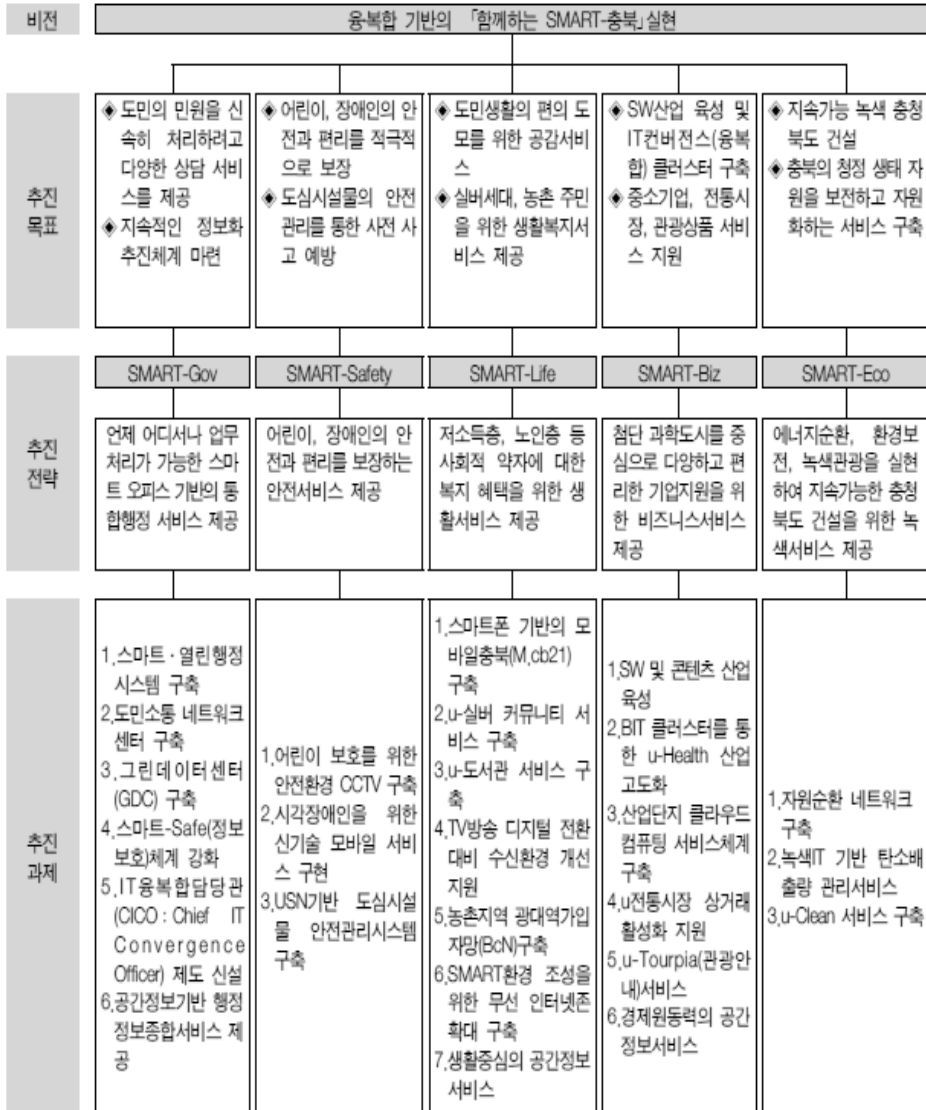 비전
융·복합 기반의 「함께하는 SMART-충북」실현
추진
목표
◈ 도민의 민원을 신
속히 처리하려고
다양한 상담 서비
스를 제공
◈ 지속적인 정보화
추진체계 마련
◈ 어린이, 장애인의 안
전과 편리를 적극적
으로 보장
◈ 도심시설물의 안전
관리를 통한 사전 사
고 예방
◈ 도민생활의 편의 도
모를 위한 공감서비
스
◈ 실버세대, 농촌 주민
을 위한 생활복지서
비스 제공
◈ SW산업 육성 및
IT컨버전스(융복
합) 클러스터 구축
◈ 중소기업, 전통시
장, 관광상품 서비
스 지원
◈ 지속가능 녹색 충청
북도 건설
◈ 충북의 청정 생태 자
원을 보전하고 자원
화하는 서비스 구축
추진
전략
SMART-Gov
언제 어디서나 업무
처리가 가능한 스마
트 오피스 기반의 통
합행정 서비스 제공
SMART-Safety
어린이, 장애인의 안
전과 편리를 보장하는
안전서비스 제공
SMART-Life
저소득층, 노인층 등
사회적 약자에 대한
복지 혜택을 위한 생
활서비스 제공
SMART-Biz
첨단 과학도시를 중
심으로 다양하고 편
리한 기업지원을 위
한 비즈니스서비스
제공
SMART-Eco
에너지순환, 환경보
전, 녹색관광을 실현
하여 지속가능한 충청
북도 건설을 위한 녹
색서비스 제공
추진
과제
1.스마트·열린행정
시스템 구축
2.도민소통 네트워크
센터 구축
3.그린데이터센터
(GDC) 구축
4.스마트-Safe(정보
보호)체계 강화
5.IT융복합담당관
(CICO : Chief IT
Convergence
Officer) 제도 신설
6.공간정보기반 행정
정보종합서비스 제
공
1.어린이 보호를 위한
안전환경 CCTV 구축
2.시각장애인을 위한
신기술 모바일 서비
스 구현
3.USN기반 도심시설
물 안전관리시스템
구축
1.스마트폰 기반의 모
바일충북(M.cb21)
구축
2.u-실버 커뮤니티 서
비스 구축
3.u-도서관 서비스 구
축
4.TV방송 디지털 전환
대비 수신환경 개선
지원
5.농촌지역 광대역가입
자망(BcN)구축
6.SMART환경 조성을
위한 무선 인터넷존
확대 구축
7.생활중심의 공간정보
서비스
1.SW 및 콘텐츠 산업
육성
2.BIT 클러스터를 통
한 u-Health 산업
고도화
3.산업단지 클라우드
컴퓨팅 서비스체계
구축
4.u전통시장 상거래
활성화 지원
5.u-Tourpia(관광안
내)서비스
6.경제원동력의 공간
정보서비스
1.자원순환 네트워크
구축
2.녹색IT 기반 탄소배
출량 관리서비스
3.u-Clean 서비스 구축